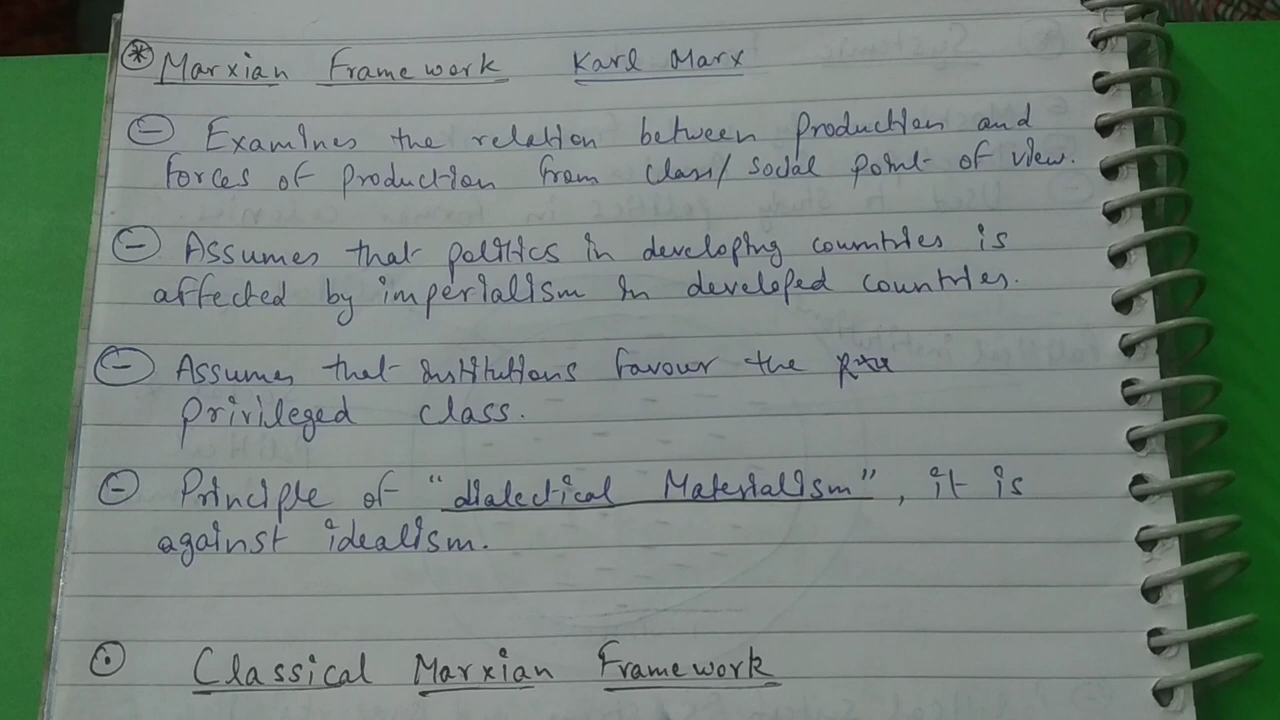 * Marxian Framework Karl Marx
- Examines the relation between production and
forces of production from class/ social point of view.
- Assumes that politics in developing countries is
affected by imperialism in developed countries.
- Assumes that institutions favour the
privileged class.
- Principle of "dialectical Materialism", it is
against idealism.
• Classical Marxian Framework